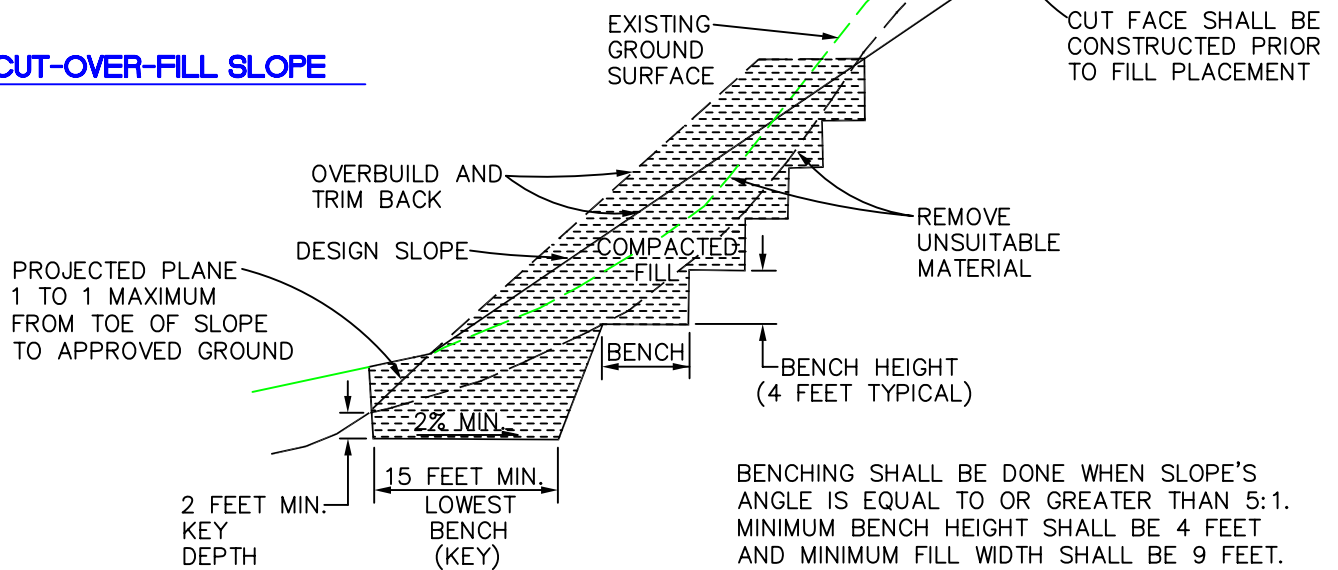 CUT-OVER-FILL SLOPE
EXISTING
GROUND
SURFACE
CUT FACE SHALL BE
CONSTRUCTED PRIOR
TO FILL PLACEMENT
OVERBUILD AND
TRIM BACK
DESIGN SLOPE
COMPACTED
FILL
REMOVE
UNSUITABLE
MATERIAL
PROJECTED PLANE
1 TO 1 MAXIMUM
FROM TOE OF SLOPE
TO APPROVED GROUND
BENCH
BENCH HEIGHT
(4 FEET TYPICAL)
2% MIN.
15 FEET MIN.
LOWEST
BENCH
(KEY)
2 FEET MIN.
KEY
DEPTH
BENCHING SHALL BE DONE WHEN SLOPE'S
ANGLE IS EQUAL TO OR GREATER THAN 5:1.
MINIMUM BENCH HEIGHT SHALL BE 4 FEET
AND MINIMUM FILL WIDTH SHALL BE 9 FEET.